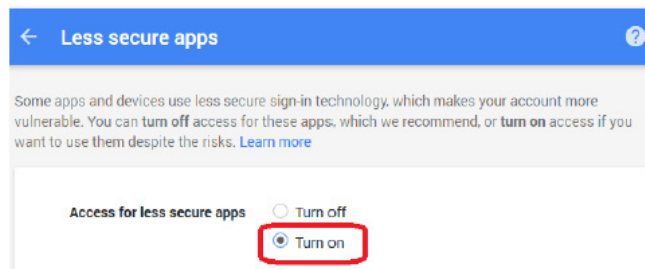 Less secure apps
Some apps and devices use less secure sign-in technology, which makes your account more
vulnerable. You can turn off access for these apps, which we recommend, or turn on access if you
want to use them despite the risks. Learn more
Access for less secure apps Turn off
Turn on